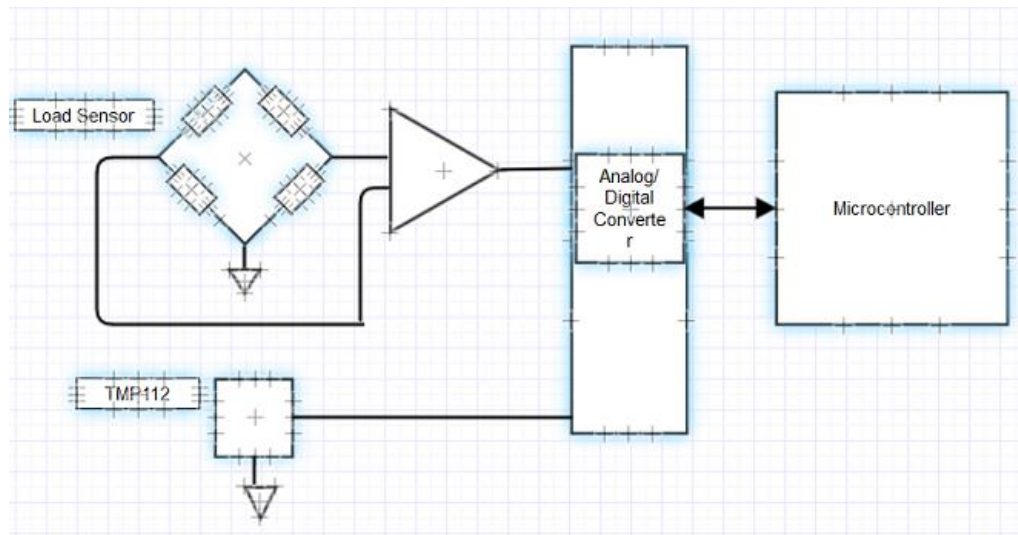 Load Sensor
Analog/
Digital
Converte
r
Microcontroller
TMP112